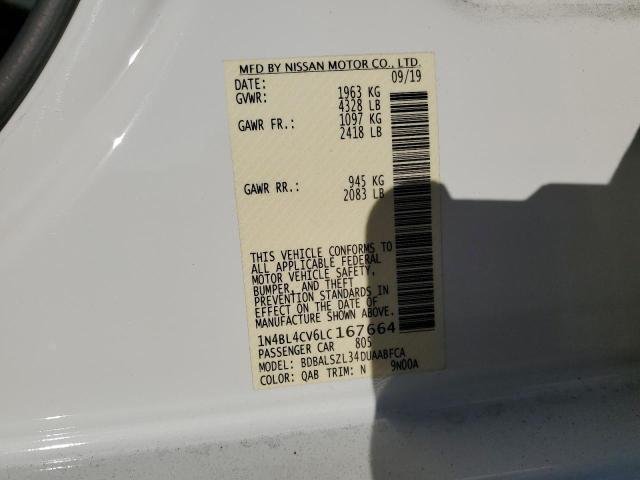 MFD BY NISSAN MOTOR CO., LTD.
DATE: 09/19
GVWR: 1963 KG
4328 LB
GAWR FR.: 1097 KG
2418 LB
GAWR RR.: 945 KG
2083 LB
THIS VEHICLE CONFORMS TO
ALL APPLICABLE FEDERAL
MOTOR VEHICLE SAFETY,
BUMPER, AND THEFT
PREVENTION STANDARDS IN
EFFECT ON THE DATE OF
MANUFACTURE SHOWN ABOVE.
1N4BL4CV6LC167664
PASSENGER CAR 805
MODEL: BDBALSZL34DUAABFCA
COLOR: QAB TRIM: N 9N00A